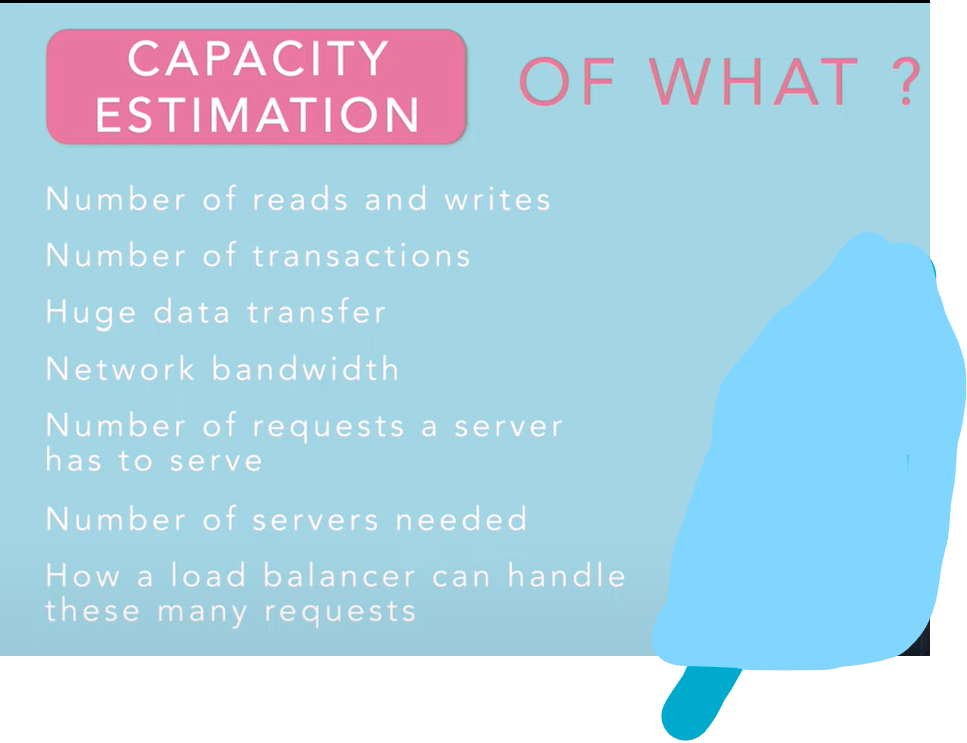 CAPACITY
ESTIMATION
OF WHAT ?
Number of reads and writes
Number of transactions
Huge data transfer
Network bandwidth
Number of requests a server
has to serve
Number of servers needed
How a load balancer can handle
these many requests